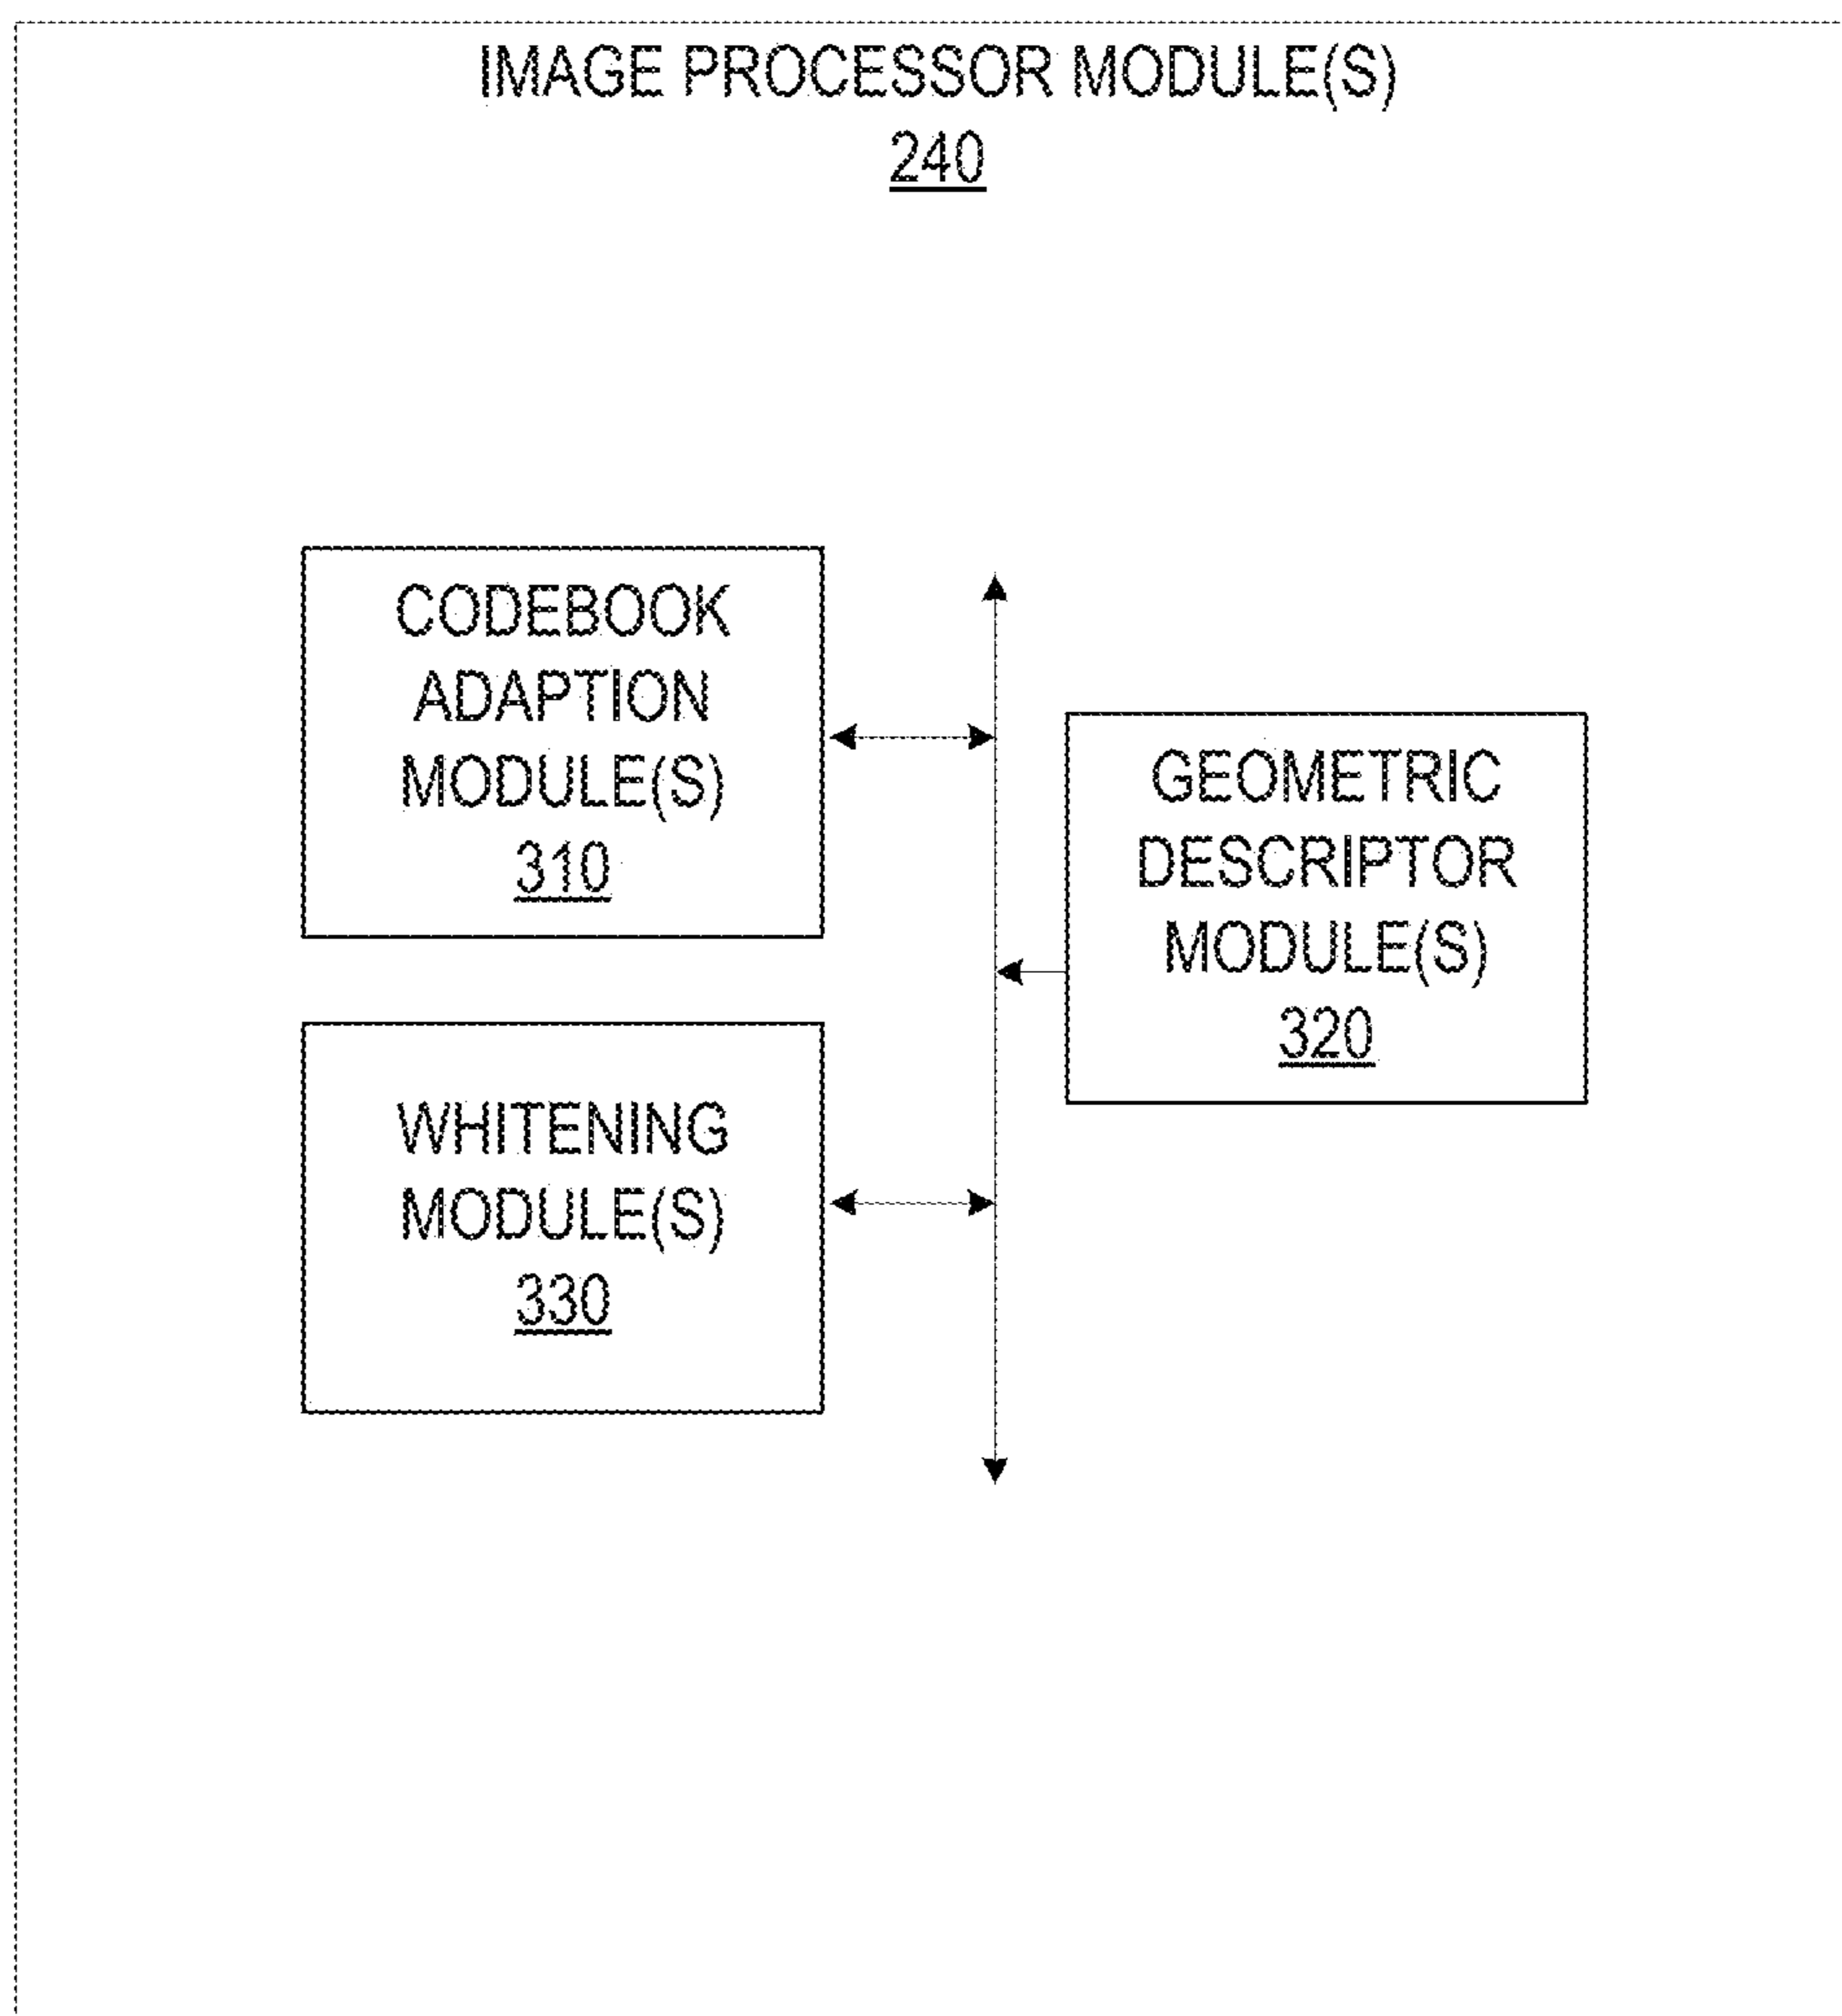 IMAGE PROCESSOR MODULE(S)
240
CODEBOOK
ADAPTION
MODULE(S)
310
GEOMETRIC
DESCRIPTOR
MODULE(S)
320
WHITENING
MODULE(S)
330